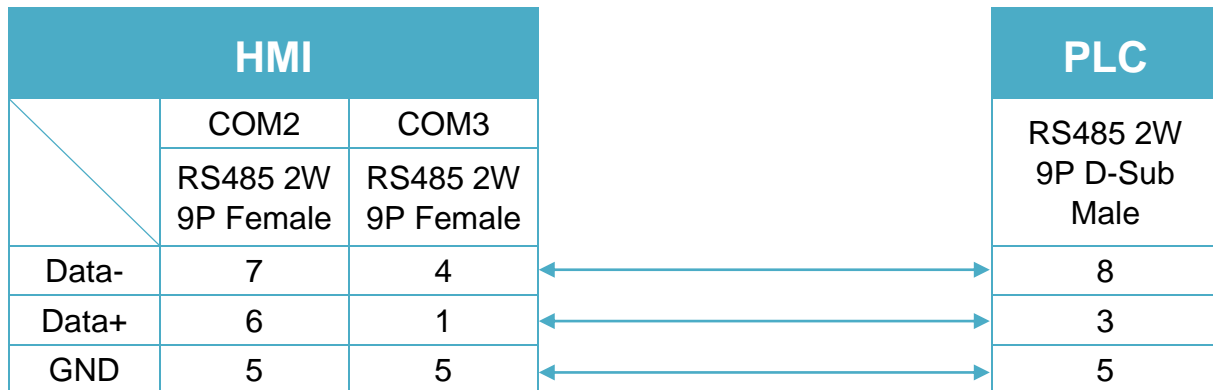 HMI
PLC
COM2
COM3
RS485 2W
9P Female
RS485 2W
9P Female
RS485 2W
9P D-Sub
Male
Data-
7
4
8
Data+
6
1
3
GND
5
5
5